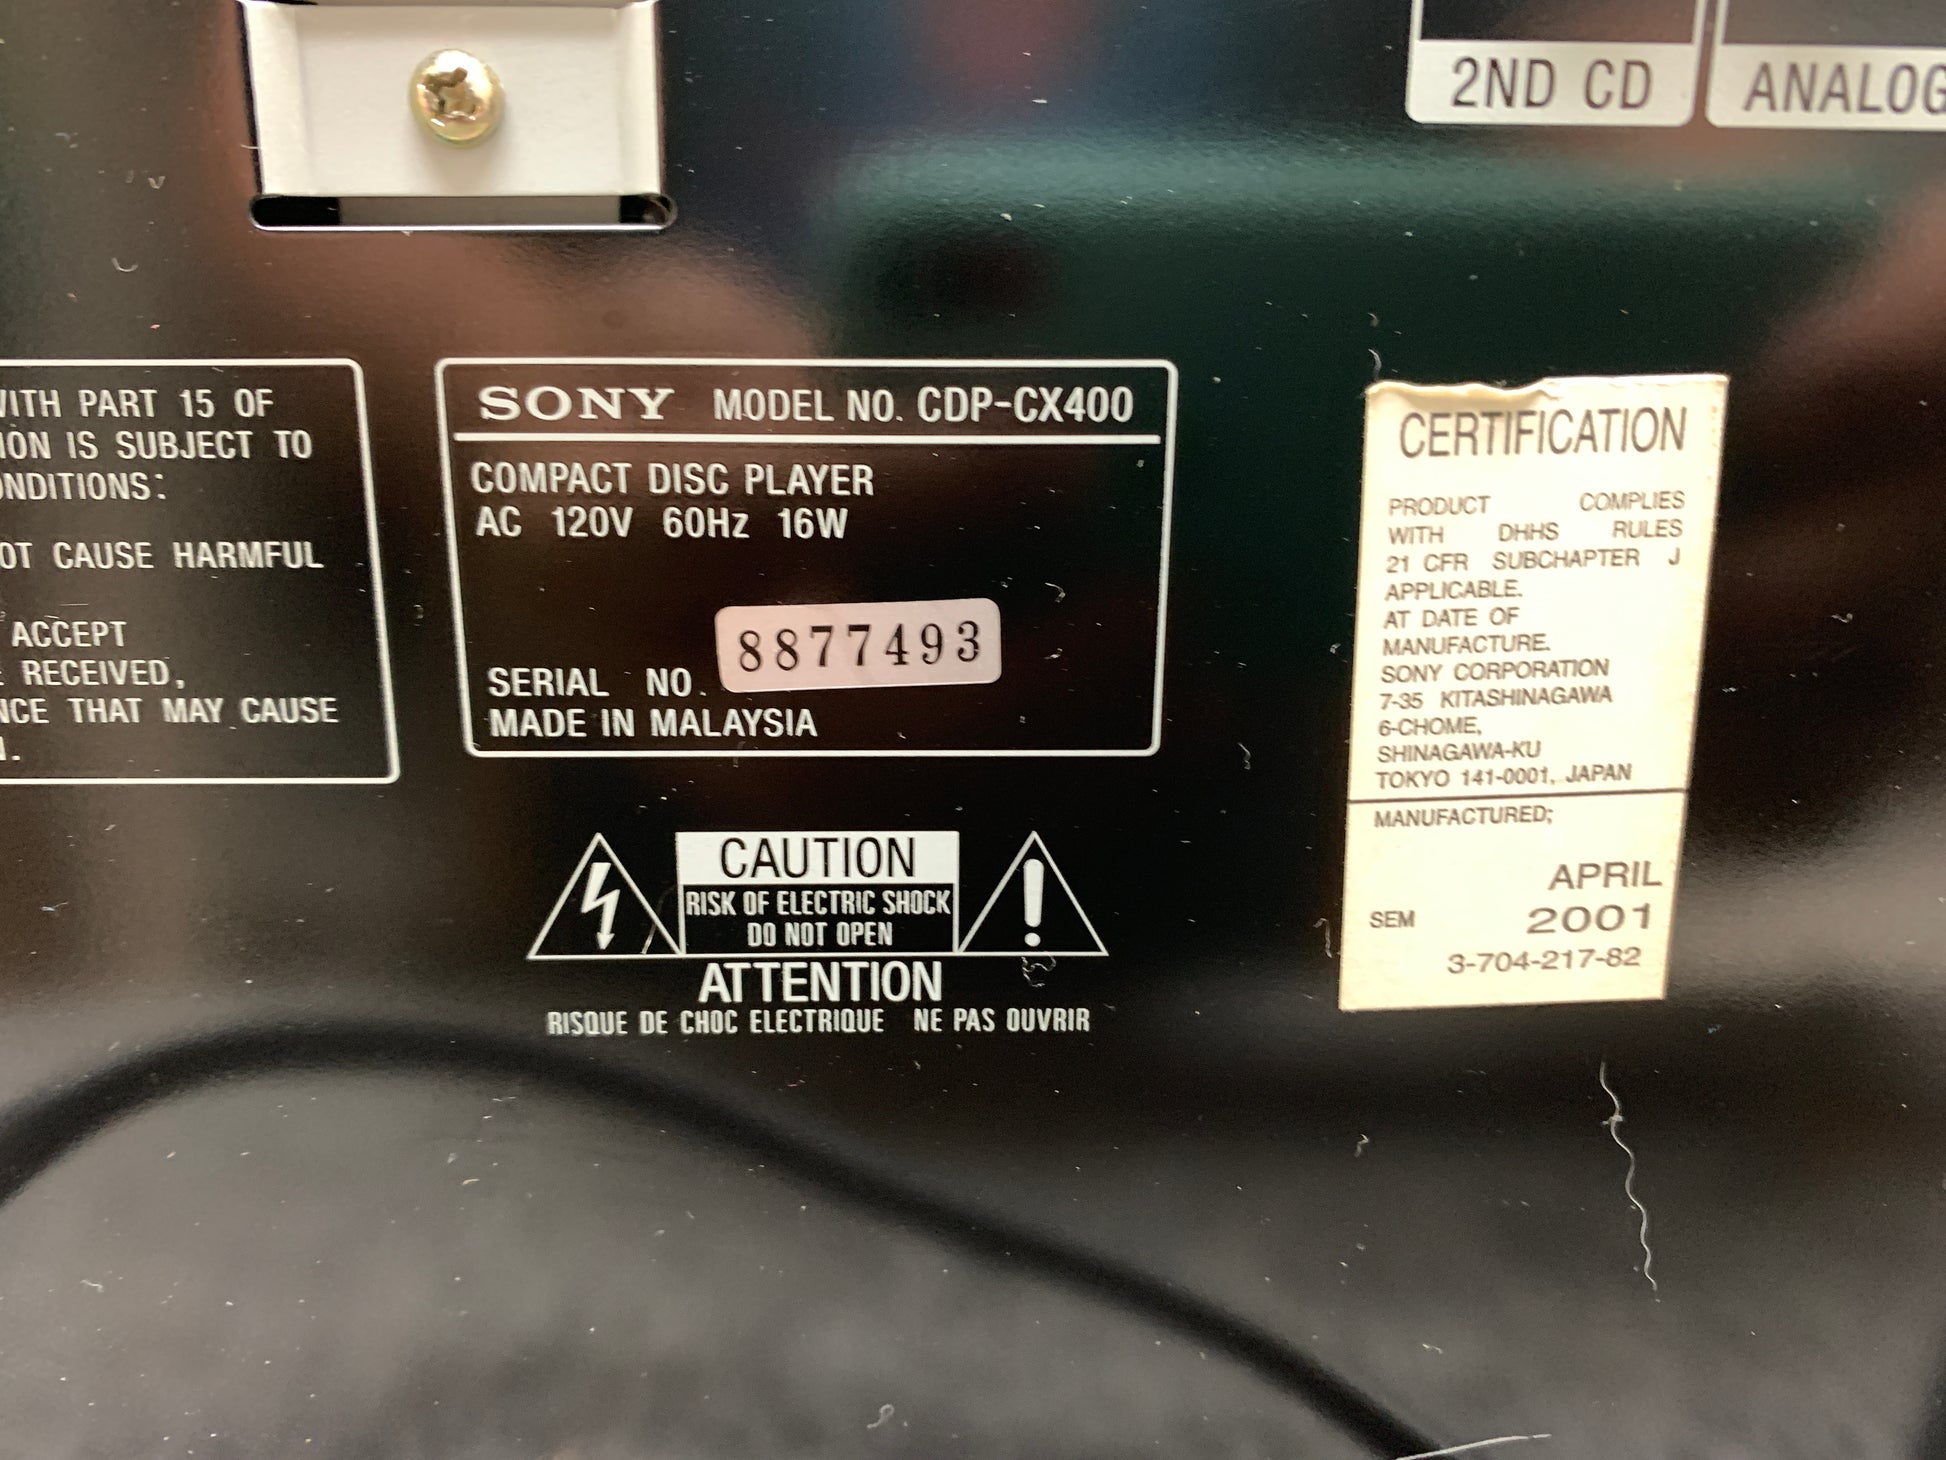 2ND CD
ANALOG
WITH PART 15 OF
IS SUBJECT TO
CONDITIONS:
NOT CAUSE HARMFUL
ACCEPT
RECEIVED,
THAT MAY CAUSE
SONY MODEL NO. CDP-CX400
COMPACT DISC PLAYER
AC 120V 60Hz 16W
8877493
SERIAL NO.
MADE IN MALAYSIA
CAUTION
RISK OF ELECTRIC SHOCK
DO NOT OPEN
ATTENTION
RISQUE DE CHOC ELECTRIQUE NE PAS OUVRIR
CERTIFICATION
PRODUCT COMPLIES
WITH DHHS RULES
21 CFR SUBCHAPTER J
APPLICABLE.
AT DATE OF
MANUFACTURE.
SONY CORPORATION
7-35 KITASHINAGAWA
6-CHOME,
SHINAGAWA-KU
TOKYO 141-0001, JAPAN
MANUFACTURED;
APRIL
SEM 2001
3-704-217-82